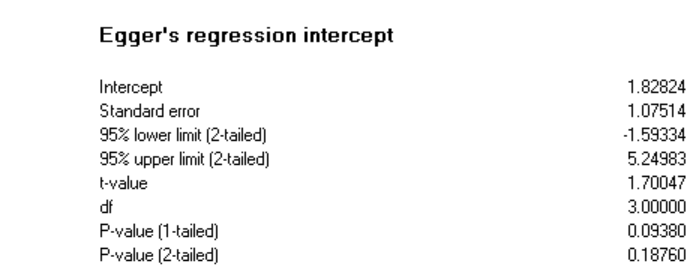 Egger's regression intercept
Intercept 1.82824
Standard error 1.07514
95% lower limit (2-tailed) -1.59334
95% upper limit (2-tailed) 5.24983
t-value 1.70047
df 3.00000
P-value (1-tailed) 0.09380
P-value (2-tailed) 0.18760